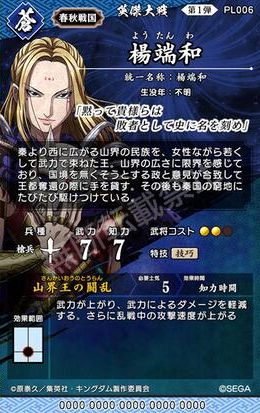 春秋戦国
英傑大戦
第1弾
PL006
蒼
よう たん わ
楊端和
統一名称：楊端和
生没年：不明
「黙って貴様らは
敗者として史に名を刻め」
秦より西に広がる山界の民族を、女性ながら若く
して武力で束ねた王。山界の広さに限界を感じて
おり、国境を無くそうとする政と意見が合致して
王都奪還の際に手を貸す。その後も秦国の窮地に
たびたび駆けつけている。
兵種
武力
知力
武将コスト
槍兵
7
7
特技
技巧
さんかいおうのとうらん
必要士気
効果時間
山界王の闘乱
5
知力時間
効果範囲
武力が上がり、武力によるダメージを軽減
する。さらに乱戦中の攻撃速度が上がる
©原泰久／集英社・キングダム製作委員会
©SEGA
0000-0000-0000-0000-0000